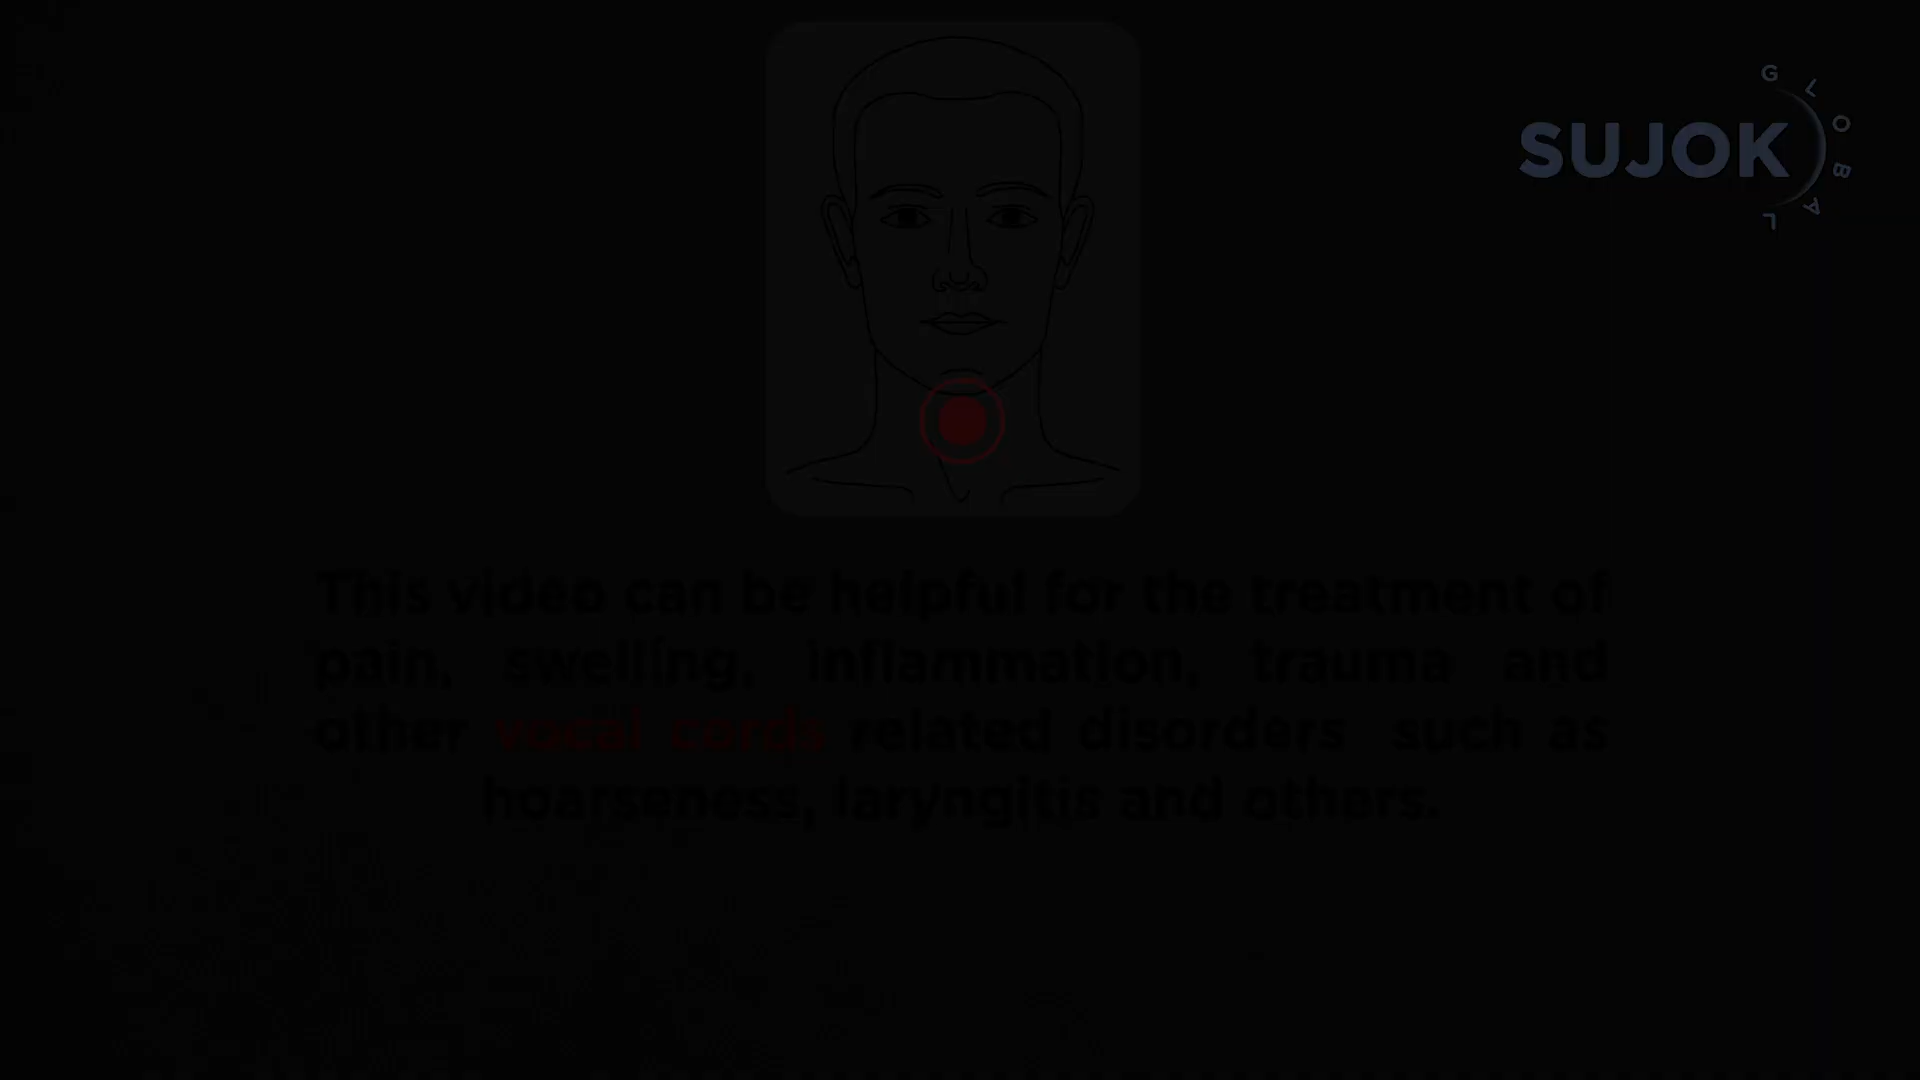 SUJOK
GLOBAL
This video can be helpful for the treatment of
pain, swelling, inflammation, trauma and
other vocal cords related disorders such as
hoarseness, laryngitis and others.